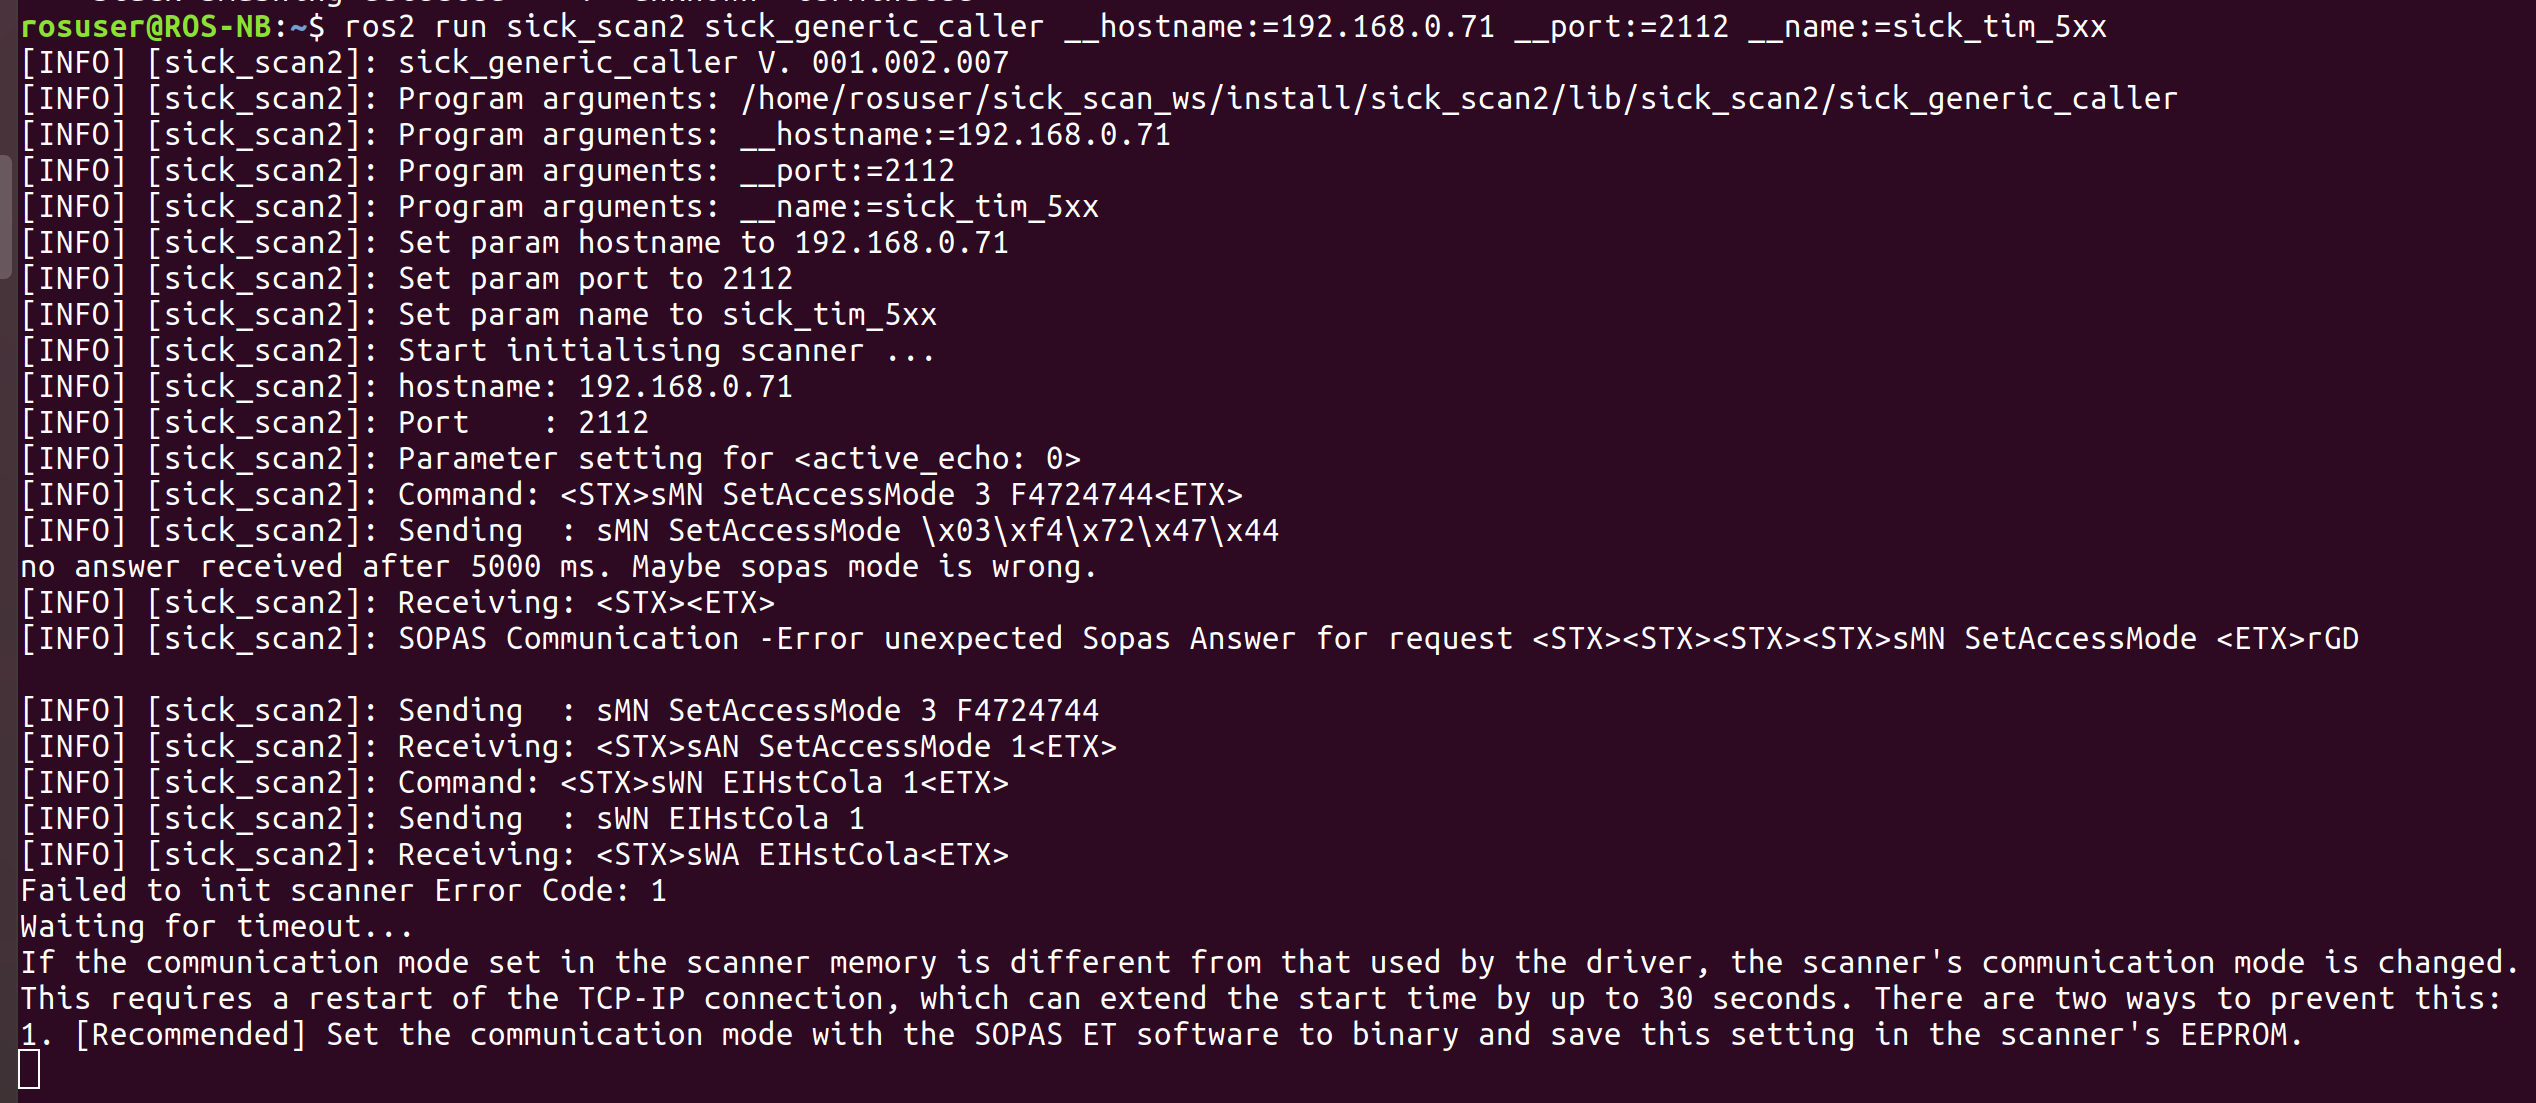 rosuser@ROS-NB:~$ ros2 run sick_scan2 sick_generic_caller __hostname:=192.168.0.71 __port:=2112 __name:=sick_tim_5xx
[INFO] [sick_scan2]: sick_generic_caller V. 001.002.007
[INFO] [sick_scan2]: Program arguments: /home/rosuser/sick_scan_ws/install/sick_scan2/lib/sick_scan2/sick_generic_caller
[INFO] [sick_scan2]: Program arguments: __hostname:=192.168.0.71
[INFO] [sick_scan2]: Program arguments: __port:=2112
[INFO] [sick_scan2]: Program arguments: __name:=sick_tim_5xx
[INFO] [sick_scan2]: Set param hostname to 192.168.0.71
[INFO] [sick_scan2]: Set param port to 2112
[INFO] [sick_scan2]: Set param name to sick_tim_5xx
[INFO] [sick_scan2]: Start initialising scanner ...
[INFO] [sick_scan2]: hostname: 192.168.0.71
[INFO] [sick_scan2]: Port    : 2112
[INFO] [sick_scan2]: Parameter setting for <active_echo: 0>
[INFO] [sick_scan2]: Command: <STX>sMN SetAccessMode 3 F4724744<ETX>
[INFO] [sick_scan2]: Sending  : sMN SetAccessMode \x03\xf4\x72\x47\x44
no answer received after 5000 ms. Maybe sopas mode is wrong.
[INFO] [sick_scan2]: Receiving: <STX><ETX>
[INFO] [sick_scan2]: SOPAS Communication -Error unexpected Sopas Answer for request <STX><STX><STX><STX>sMN SetAccessMode <ETX>rGD
[INFO] [sick_scan2]: Sending  : sMN SetAccessMode 3 F4724744
[INFO] [sick_scan2]: Receiving: <STX>sAN SetAccessMode 1<ETX>
[INFO] [sick_scan2]: Command: <STX>sWN EIHstCola 1<ETX>
[INFO] [sick_scan2]: Sending  : sWN EIHstCola 1
[INFO] [sick_scan2]: Receiving: <STX>sWA EIHstCola<ETX>
Failed to init scanner Error Code: 1
Waiting for timeout...
If the communication mode set in the scanner memory is different from that used by the driver, the scanner's communication mode is changed.
This requires a restart of the TCP-IP connection, which can extend the start time by up to 30 seconds. There are two ways to prevent this:
1. [Recommended] Set the communication mode with the SOPAS ET software to binary and save this setting in the scanner's EEPROM.